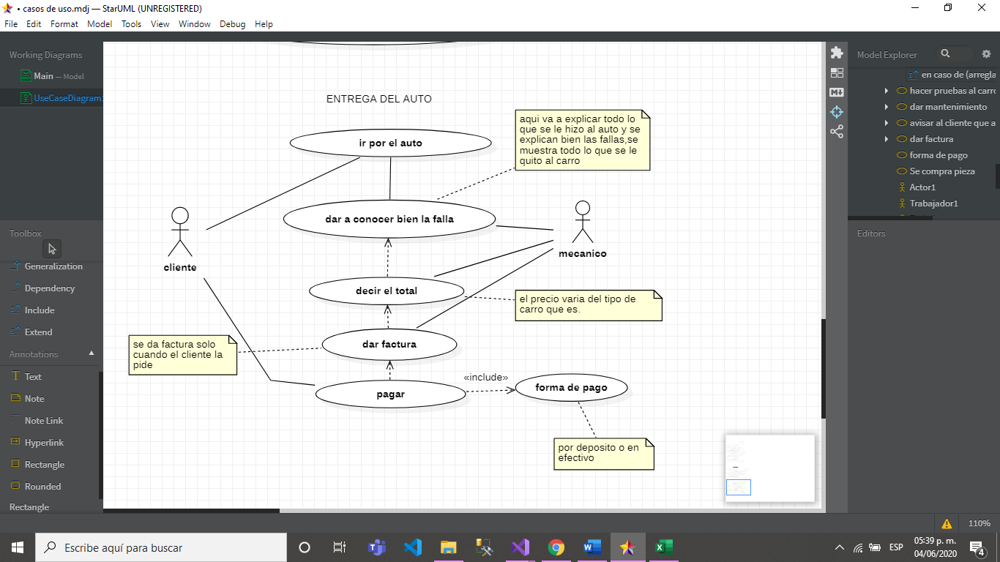 • casos de uso.mdj — StarUML (UNREGISTERED)
File Edit Format Model Tools View Window Debug Help
Working Diagrams
Main — Model
UseCaseDiagram1
Toolbox
Generalization
Dependency
Include
Extend
Annotations
Text
Note
Note Link
Hyperlink
Rectangle
Rounded
Rectangle
ENTREGA DEL AUTO
ir por el auto
aqui va a explicar todo lo
que se le hizo al auto y se
explican bien las fallas,se
muestra todo lo que se le
quito al carro
dar a conocer bien la falla
cliente
mecanico
decir el total
el precio varia del tipo de
carro que es.
dar factura
se da factura solo
cuando el cliente la
pide
pagar
«include»
forma de pago
por deposito o en
efectivo
Model Explorer
en caso de (arregla
hacer pruebas al carro
dar mantenimiento
avisar al cliente que a
dar factura
forma de pago
Se compra pieza
Actor1
Trabajador1
Editors
110%
Escribe aquí para buscar
ESP
05:39 p. m.
04/06/2020
4